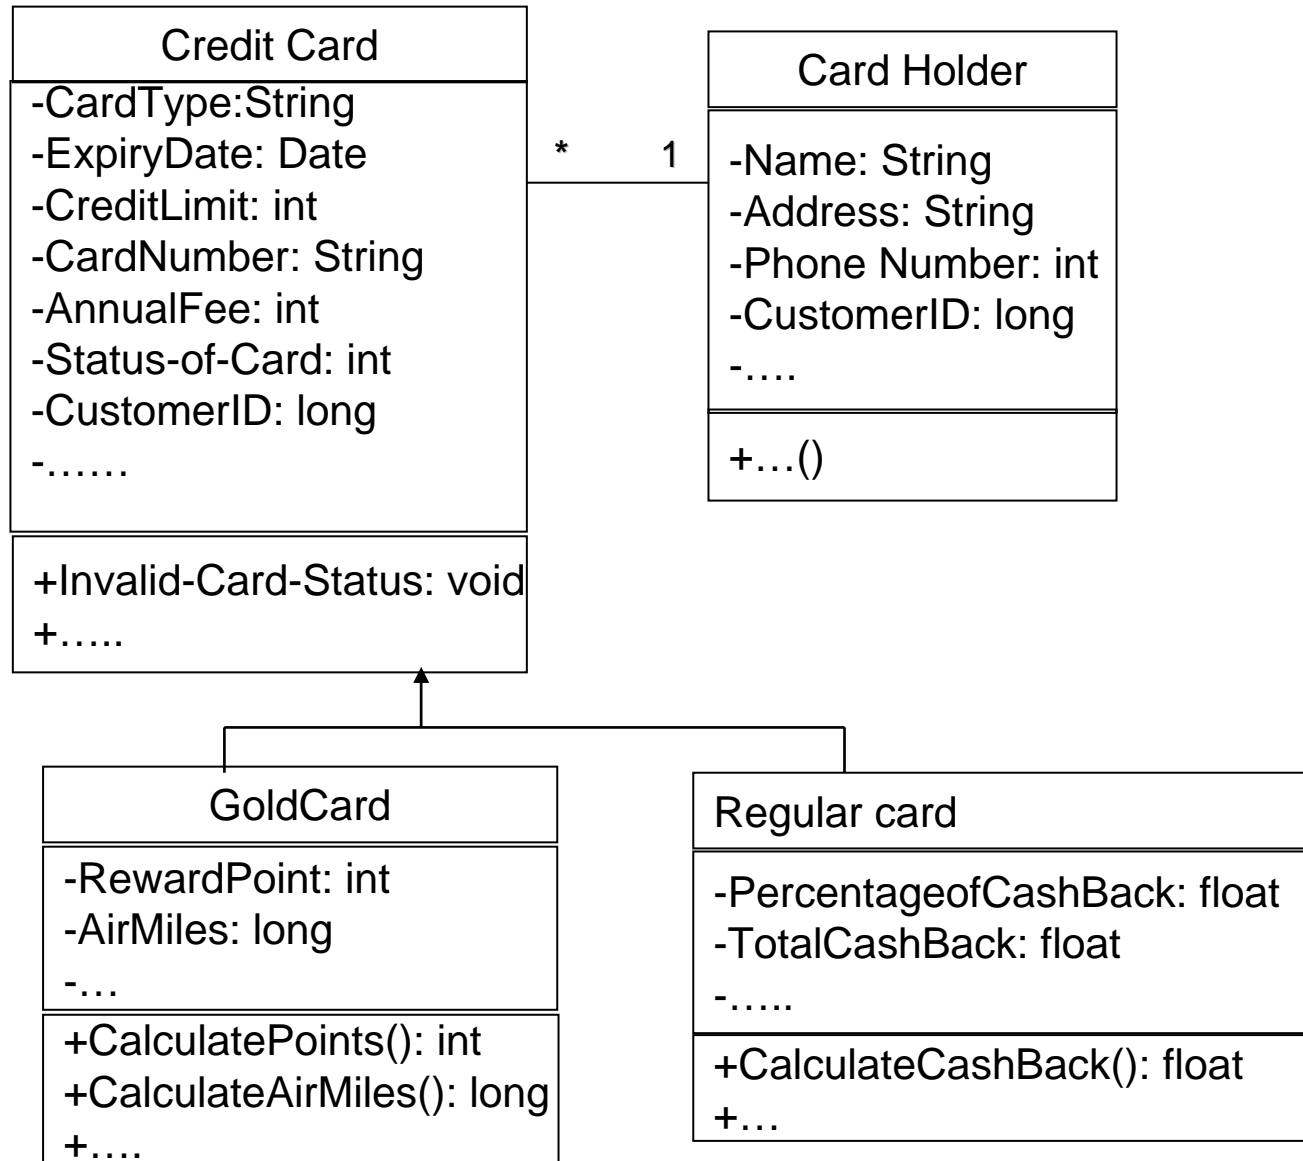 Credit Card
-CardType:String
-ExpiryDate: Date
-CreditLimit: int
-CardNumber: String
-AnnualFee: int
-Status-of-Card: int
-CustomerID: long
-……
+Invalid-Card-Status: void
+…..
* 1
Card Holder
-Name: String
-Address: String
-Phone Number: int
-CustomerID: long
-….
+…()
GoldCard
-RewardPoint: int
-AirMiles: long
-…
+CalculatePoints(): int
+CalculateAirMiles(): long
+….
Regular card
-PercentageofCashBack: float
-TotalCashBack: float
-…..
+CalculateCashBack(): float
+…